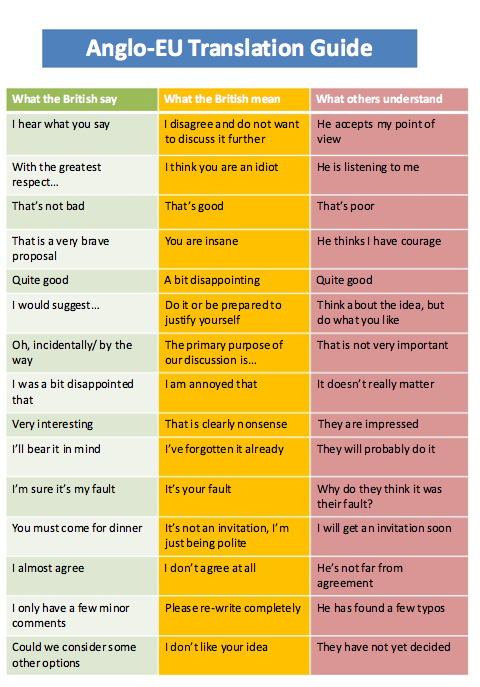 Anglo-EU Translation Guide
What the British say
What the British mean
What others understand
I hear what you say
I disagree and do not want
to discuss it further
He accepts my point of
view
With the greatest
respect...
I think you are an idiot
He is listening to me
That's not bad
That's good
That's poor
That is a very brave
proposal
You are insane
He thinks I have courage
Quite good
A bit disappointing
Quite good
I would suggest...
Do it or be prepared to
justify yourself
Think about the idea, but
do what you like
Oh, incidentally/ by the
way
The primary purpose of
our discussion is...
That is not very important
I was a bit disappointed
that
I am annoyed that
It doesn't really matter
Very interesting
That is clearly nonsense
They are impressed
I'll bear it in mind
I've forgotten it already
They will probably do it
I'm sure it's my fault
It's your fault
Why do they think it was
their fault?
You must come for dinner
It's not an invitation, I'm
just being polite
I will get an invitation soon
I almost agree
I don't agree at all
He's not far from
agreement
I only have a few minor
comments
Please re-write completely
He has found a few typos
Could we consider some
other options
I don't like your idea
They have not yet decided